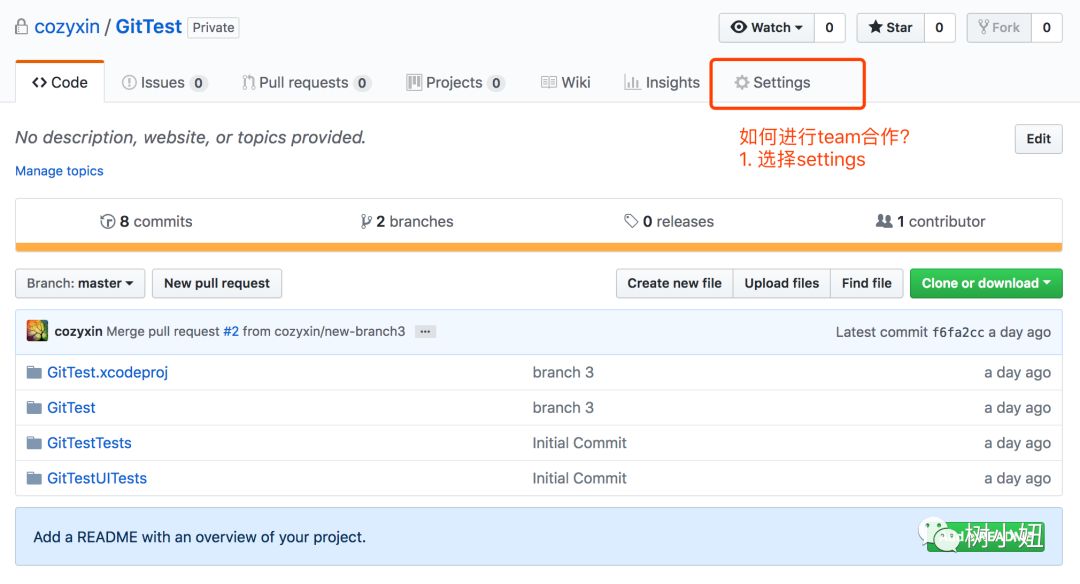 cozyxin / GitTest Private
Watch 0 Star 0 Fork 0
Code Issues 0 Pull requests 0 Projects 0 Wiki Insights Settings
如何进行team合作?
1. 选择settings
No description, website, or topics provided.
Edit
Manage topics
8 commits 2 branches 0 releases 1 contributor
Branch: master New pull request Create new file Upload files Find file Clone or download
cozyxin Merge pull request #2 from cozyxin/new-branch3 ... Latest commit f6fa2cc a day ago
GitTest.xcodeproj branch 3 a day ago
GitTest branch 3 a day ago
GitTestTests Initial Commit a day ago
GitTestUITests Initial Commit a day ago
Add a README with an overview of your project.
树小妞